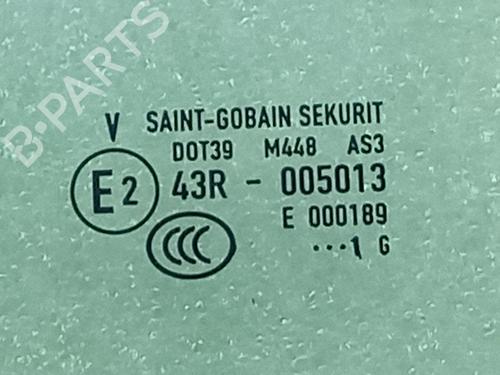 B-PARTS
V SAINT-GOBAIN SEKURIT
DOT39 M448 AS3
E2 43R - 005013
E 000189
CCC
···1 G